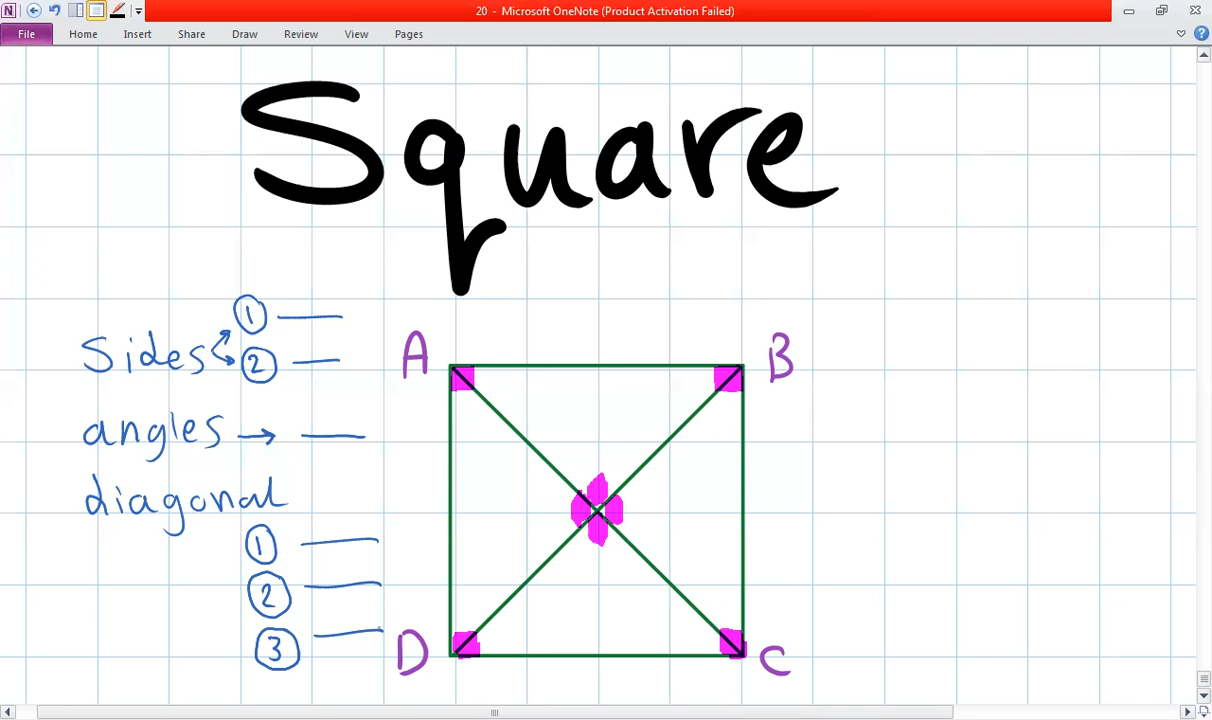 20 - Microsoft OneNote (Product Activation Failed)
File Home Insert Share Draw Review View Pages
Square
Sides ①
②
angles →
diagonal
①
②
③
A B
D C